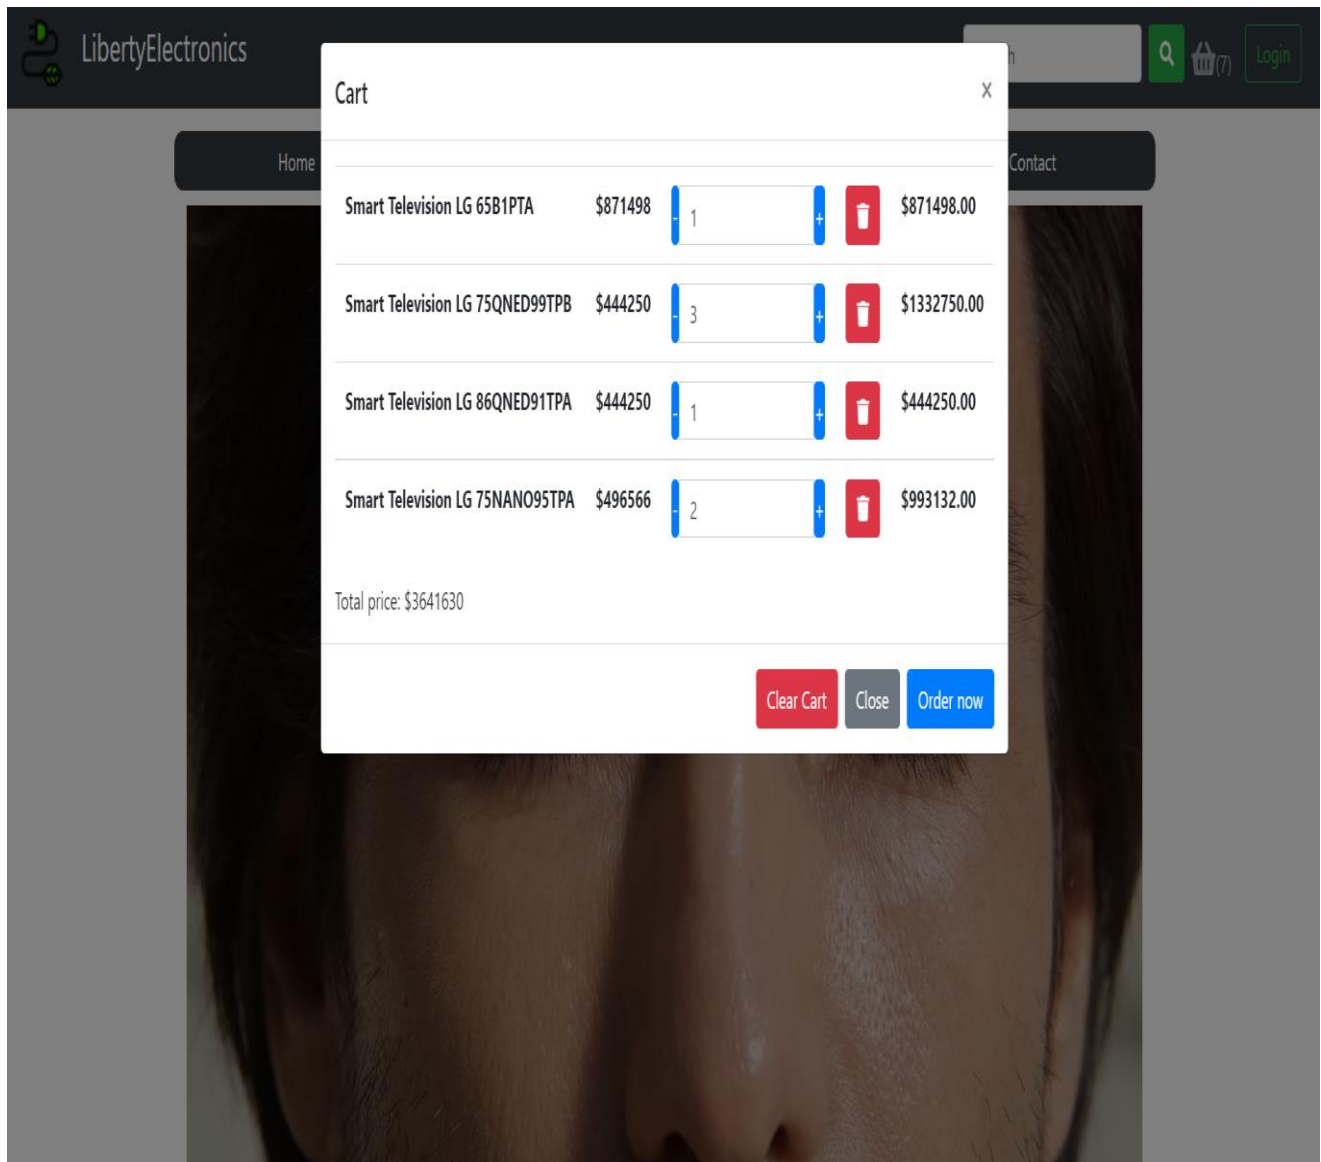 LibertyElectronics
(7) Login
Home Contact
Cart x
Smart Television LG 65B1PTA $871498 - 1 + $871498.00
Smart Television LG 75QNED99TPB $444250 - 3 + $1332750.00
Smart Television LG 86QNED91TPA $444250 - 1 + $444250.00
Smart Television LG 75NANO95TPA $496566 - 2 + $993132.00
Total price: $3641630
Clear Cart Close Order now